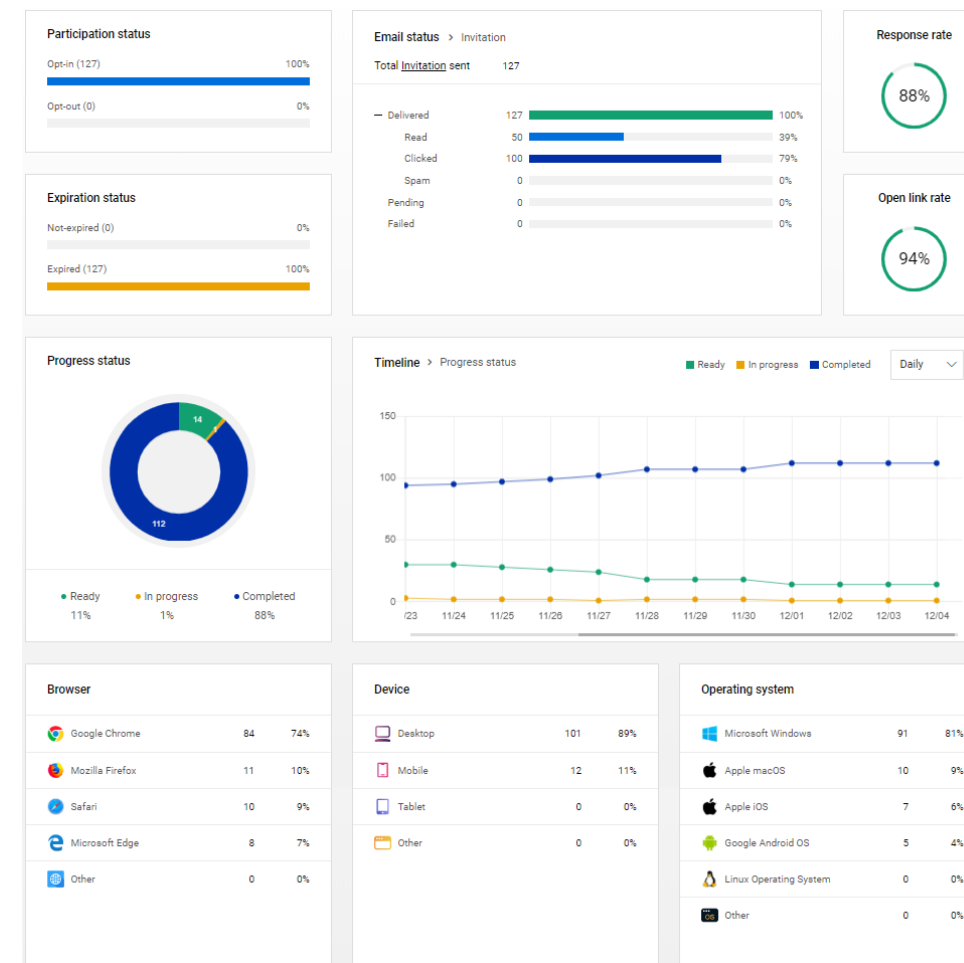 Participation status
Opt-in (127) 100%
Opt-out (0) 0%
Email status > Invitation
Total Invitation sent 127
Delivered 127 100%
Read 50 39%
Clicked 100 79%
Spam 0 0%
Pending 0 0%
Failed 0 0%
Response rate
88%
Expiration status
Not-expired (0) 0%
Expired (127) 100%
Open link rate
94%
Progress status
14
1
112
Ready In progress Completed
11% 1% 88%
Timeline > Progress status
Ready In progress Completed Daily
150
100
50
0
/23 11/24 11/25 11/26 11/27 11/28 11/29 11/30 12/01 12/02 12/03 12/04
Browser
Google Chrome 84 74%
Mozilla Firefox 11 10%
Safari 10 9%
Microsoft Edge 8 7%
Other 0 0%
Device
Desktop 101 89%
Mobile 12 11%
Tablet 0 0%
Other 0 0%
Operating system
Microsoft Windows 91 81%
Apple macOS 10 9%
Apple iOS 7 6%
Google Android OS 5 4%
Linux Operating System 0 0%
OS Other 0 0%